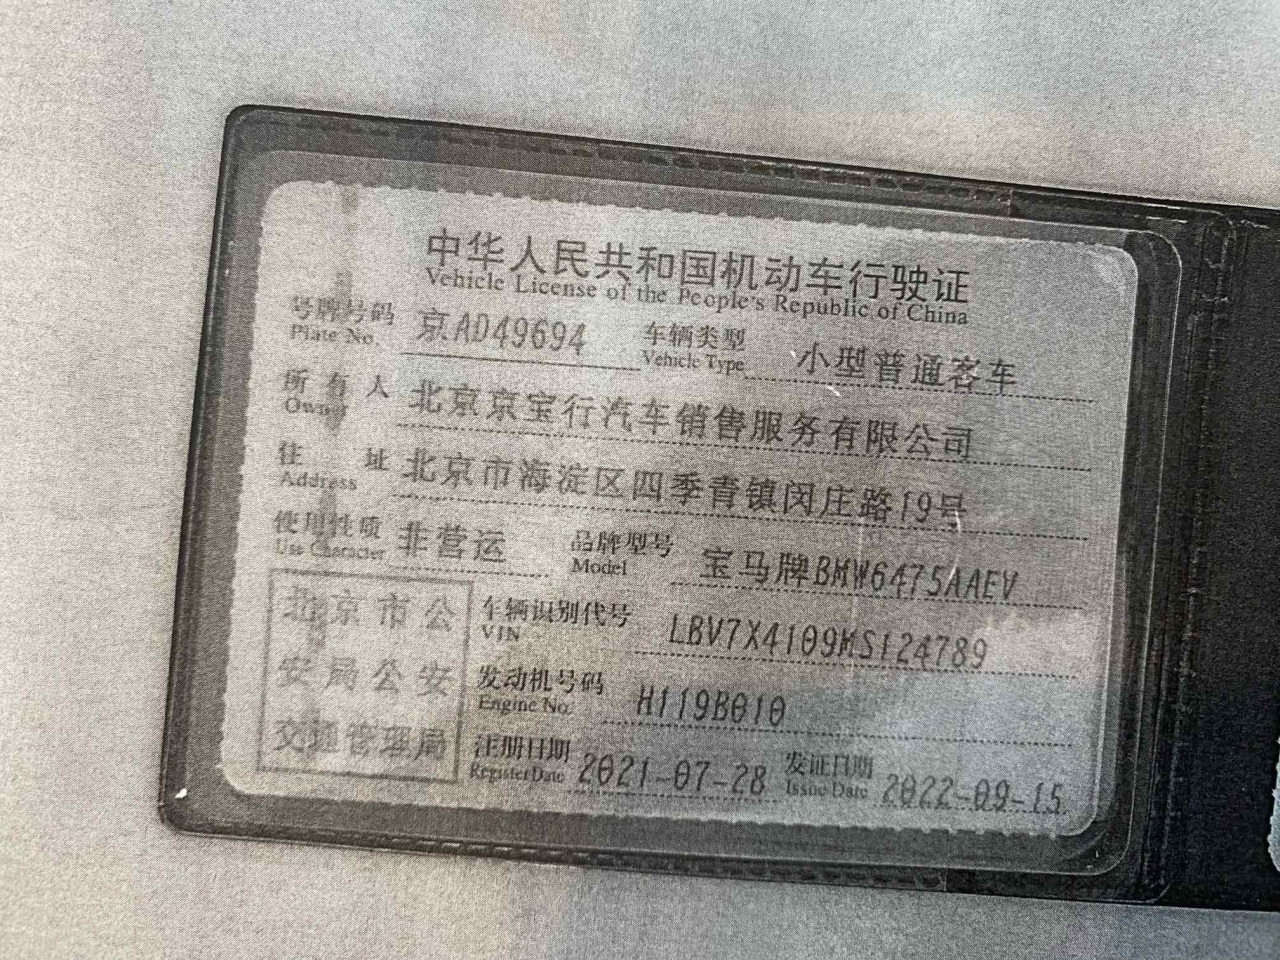 中华人民共和国机动车行驶证
Vehicle License of the People's Republic of China
号牌号码 京AD49694 车辆类型 小型普通客车
Plate No. Vehicle Type
所有人 北京京宝行汽车销售服务有限公司
Owner
住址 北京市海淀区四季青镇闵庄路19号
Address
使用性质 非营运 品牌型号 宝马牌BMW6475AAEV
Use Character Model
车辆识别代号 LBV7X4109MS124789
VIN
发动机号码 H119B010
Engine No.
注册日期 2021-07-28 发证日期 2022-09-15
Register Date Issue Date
北京市公
安局公安
交通管理局